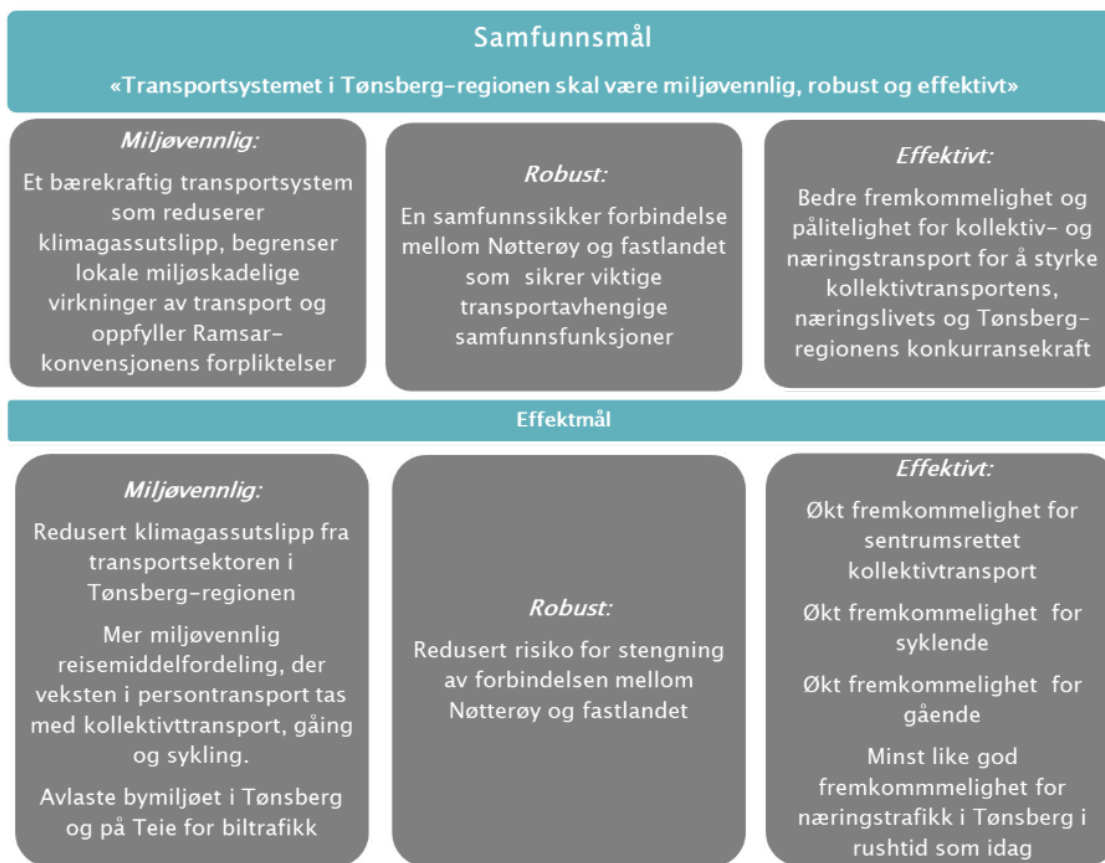 Samfunnsmål
«Transportsystemet i Tønsberg-regionen skal være miljøvennlig, robust og effektivt»
Miljøvennlig:
Et bærekraftig transportsystem
som reduserer
klimagassutslipp, begrenser
lokale miljøskadelige
virkninger av transport og
oppfyller Ramsar-
konvensjonens forpliktelser
Robust:
En samfunnssikker forbindelse
mellom Nøtterøy og fastlandet
som  sikrer viktige
transportavhengige
samfunnsfunksjoner
Effektivt:
Bedre fremkommelighet og
pålitelighet for kollektiv- og
næringstransport for å styrke
kollektivtransportens,
næringslivets og Tønsberg-
regionens konkurransekraft
Effektmål
Miljøvennlig:
Redusert klimagassutslipp fra
transportsektoren i
Tønsberg-regionen
Mer miljøvennlig
reisemiddelfordeling, der
veksten i persontransport tas
med kollektivttransport, gåing
og sykling.
Avlaste bymiljøet i Tønsberg
og på Teie for biltrafikk
Robust:
Redusert risiko for stengning
av forbindelsen mellom
Nøtterøy og fastlandet
Effektivt:
Økt fremkommelighet for
sentrumsrettet
kollektivtransport
Økt fremkommelighet  for
syklende
Økt fremkommelighet  for
gående
Minst like god
fremkommmelighet for
næringstrafikk i Tønsberg i
rushtid som idag